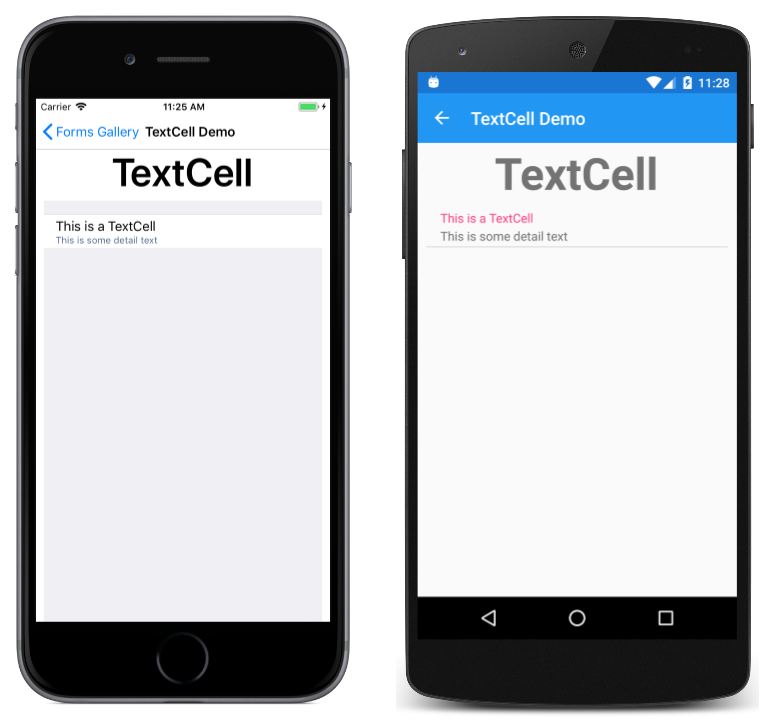 Carrier 11:25 AM
Forms Gallery TextCell Demo
TextCell
This is a TextCell
This is some detail text
11:28
TextCell Demo
TextCell
This is a TextCell
This is some detail text